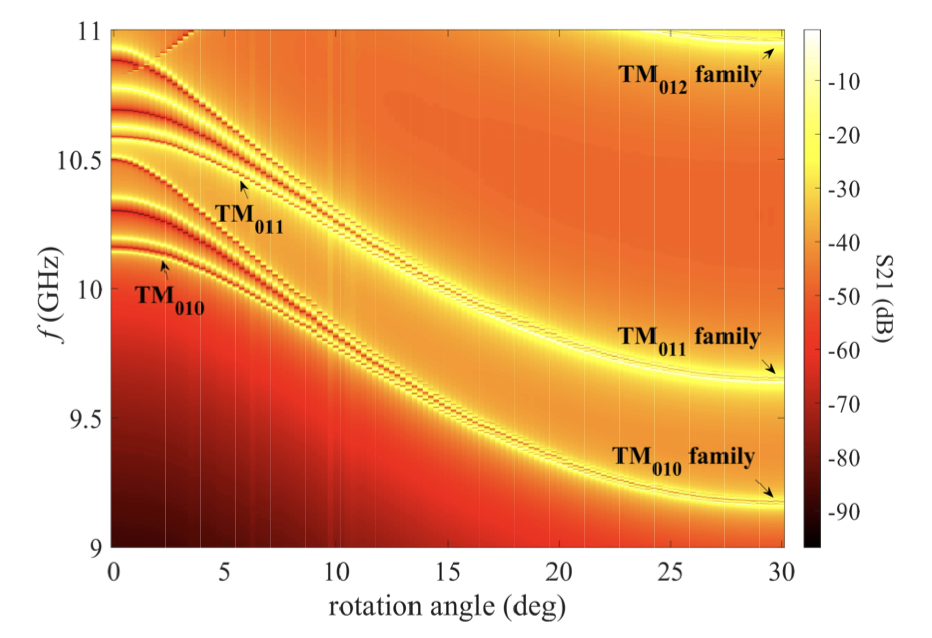 11
10.5
10
9.5
9
f (GHz)
0
5
10
15
20
25
30
rotation angle (deg)
TM012 family
TM011
TM010
TM011 family
TM010 family
-10
-20
-30
-40
-50
-60
-70
-80
-90
S21 (dB)